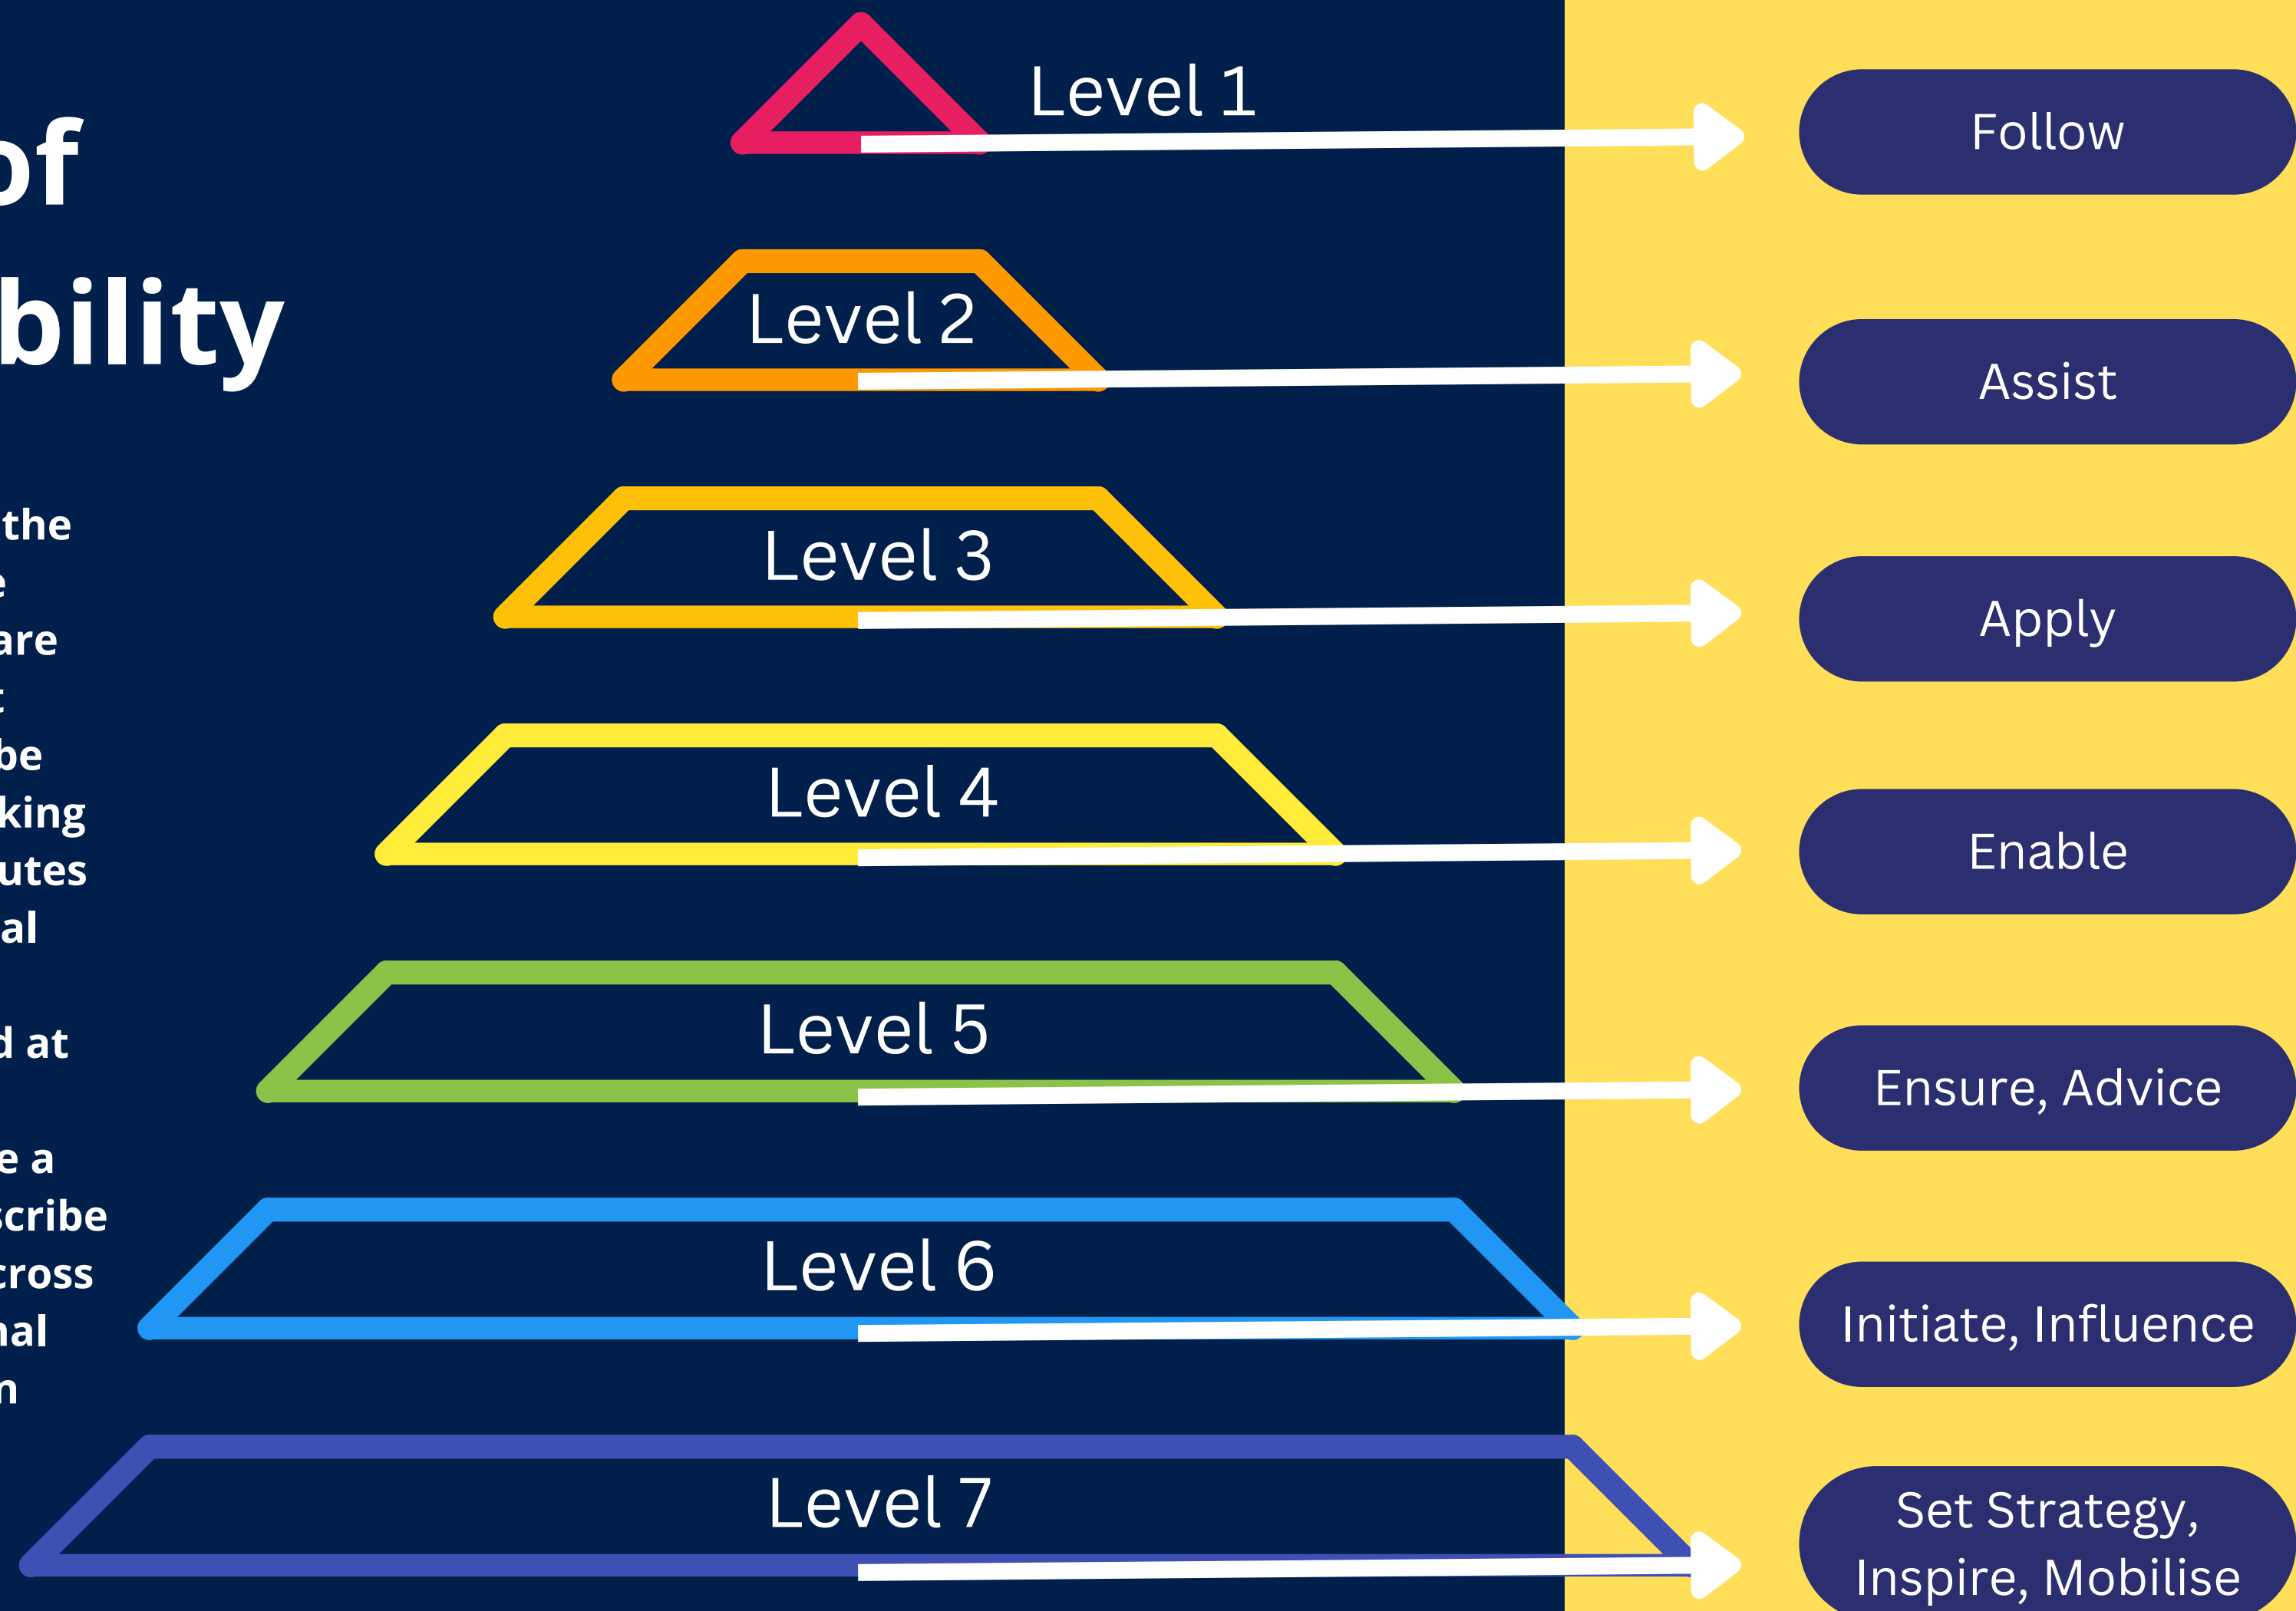 of
bility
the
e
are
t
be
king
utes
al
d at
e a
scribe
cross
nal
n
Level 1
Follow
Level 2
Assist
Level 3
Apply
Level 4
Enable
Level 5
Ensure, Advice
Level 6
Initiate, Influence
Level 7
Set Strategy,
Inspire, Mobilise